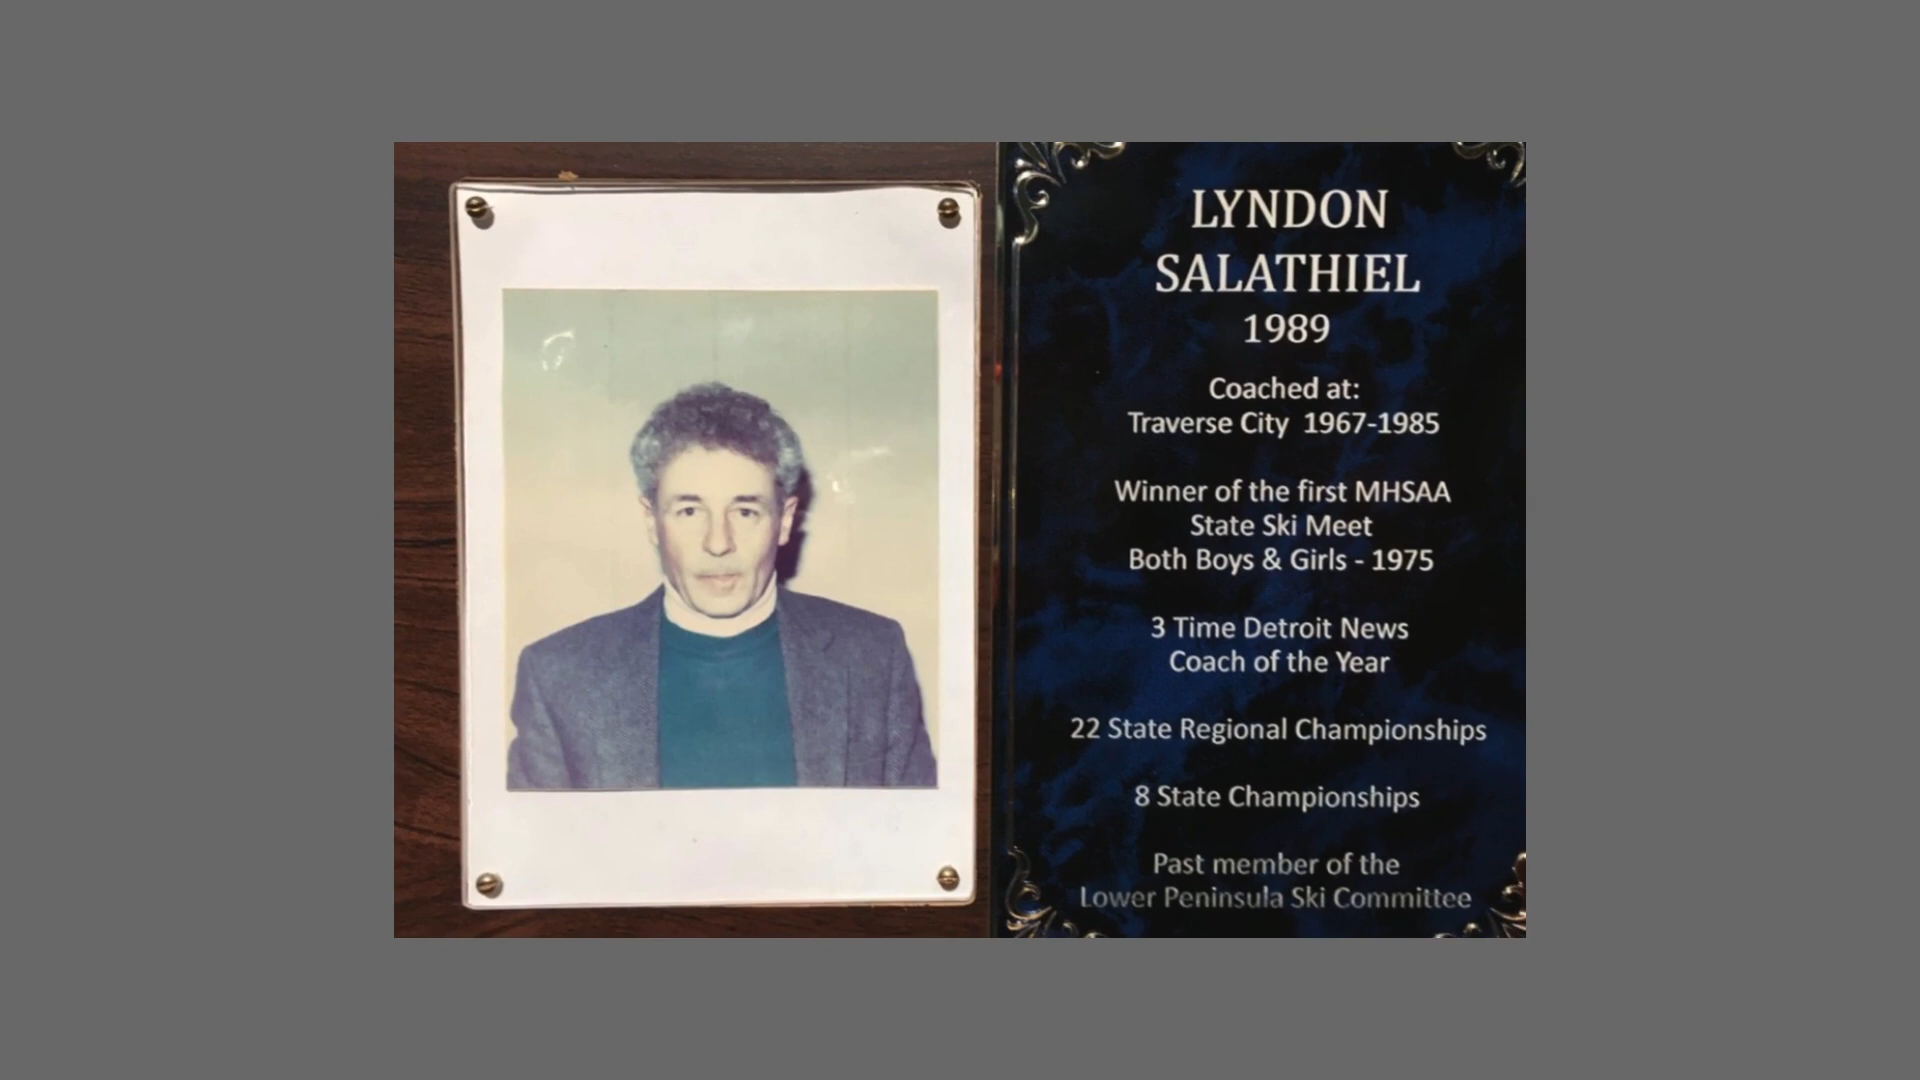 LYNDON
SALATHIEL
1989
Coached at:
Traverse City 1967-1985
Winner of the first MHSAA
State Ski Meet
Both Boys & Girls - 1975
3 Time Detroit News
Coach of the Year
22 State Regional Championships
8 State Championships
Past member of the
Lower Peninsula Ski Committee